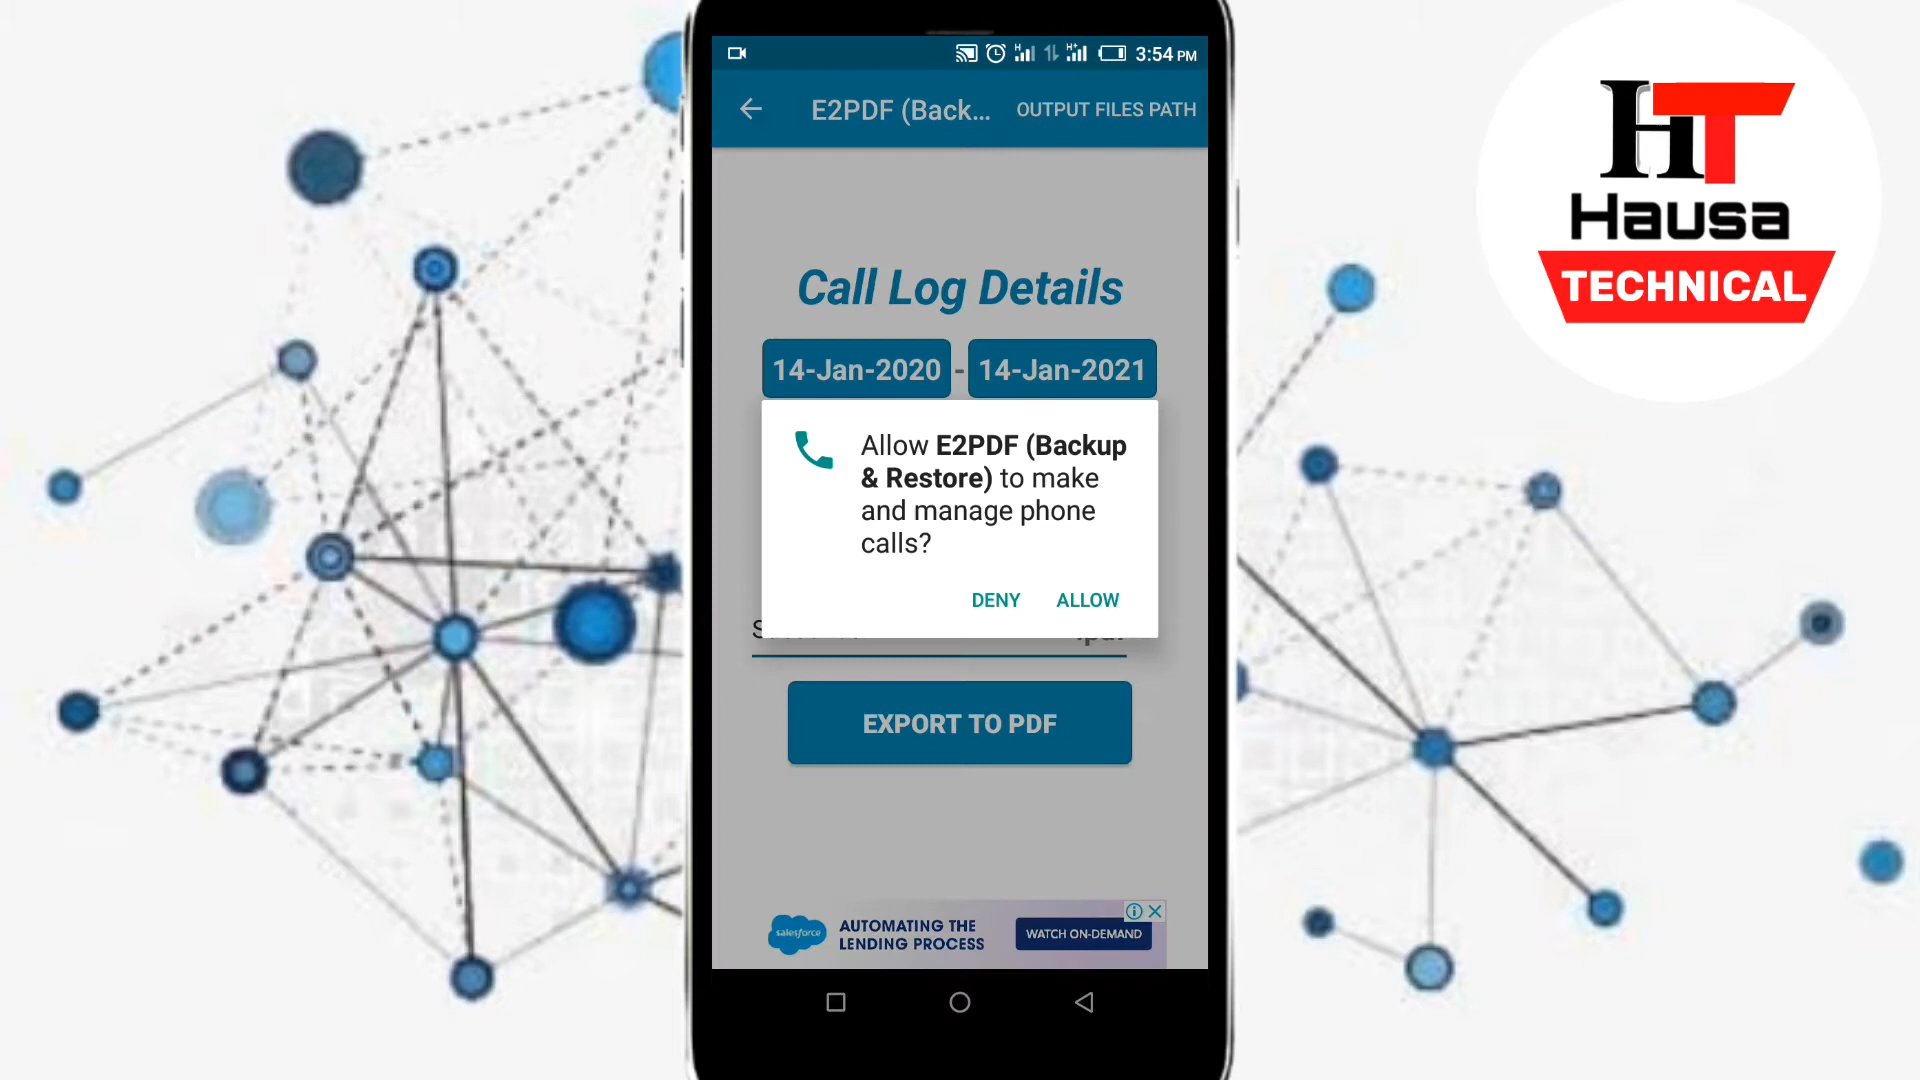 3:54 PM
E2PDF (Back...
OUTPUT FILES PATH
HT
Hausa
TECHNICAL
Call Log Details
14-Jan-2020 - 14-Jan-2021
Allow E2PDF (Backup
& Restore) to make
and manage phone
calls?
DENY ALLOW
EXPORT TO PDF
salesforce
AUTOMATING THE
LENDING PROCESS
WATCH ON-DEMAND